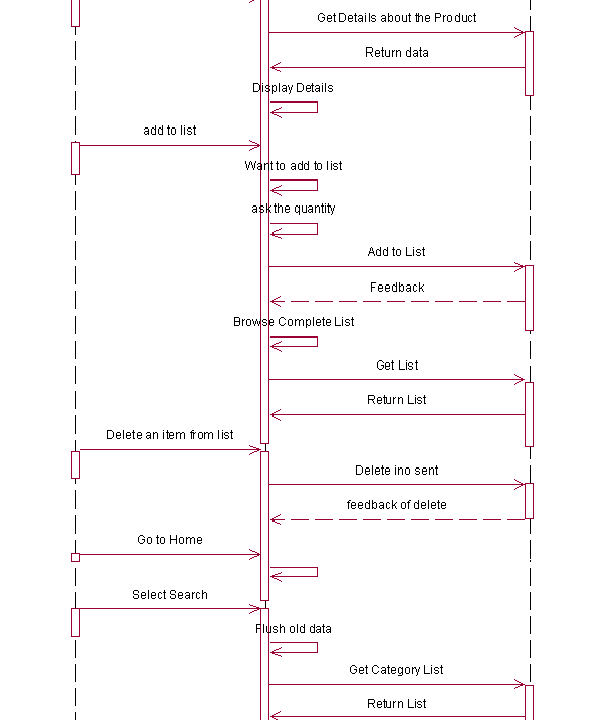 Get Details about the Product
Return data
Display Details
add to list
Want to add to list
ask the quantity
Add to List
Feedback
Browse Complete List
Get List
Return List
Delete an item from list
Delete ino sent
feedback of delete
Go to Home
Select Search
Flush old data
Get Category List
Return List